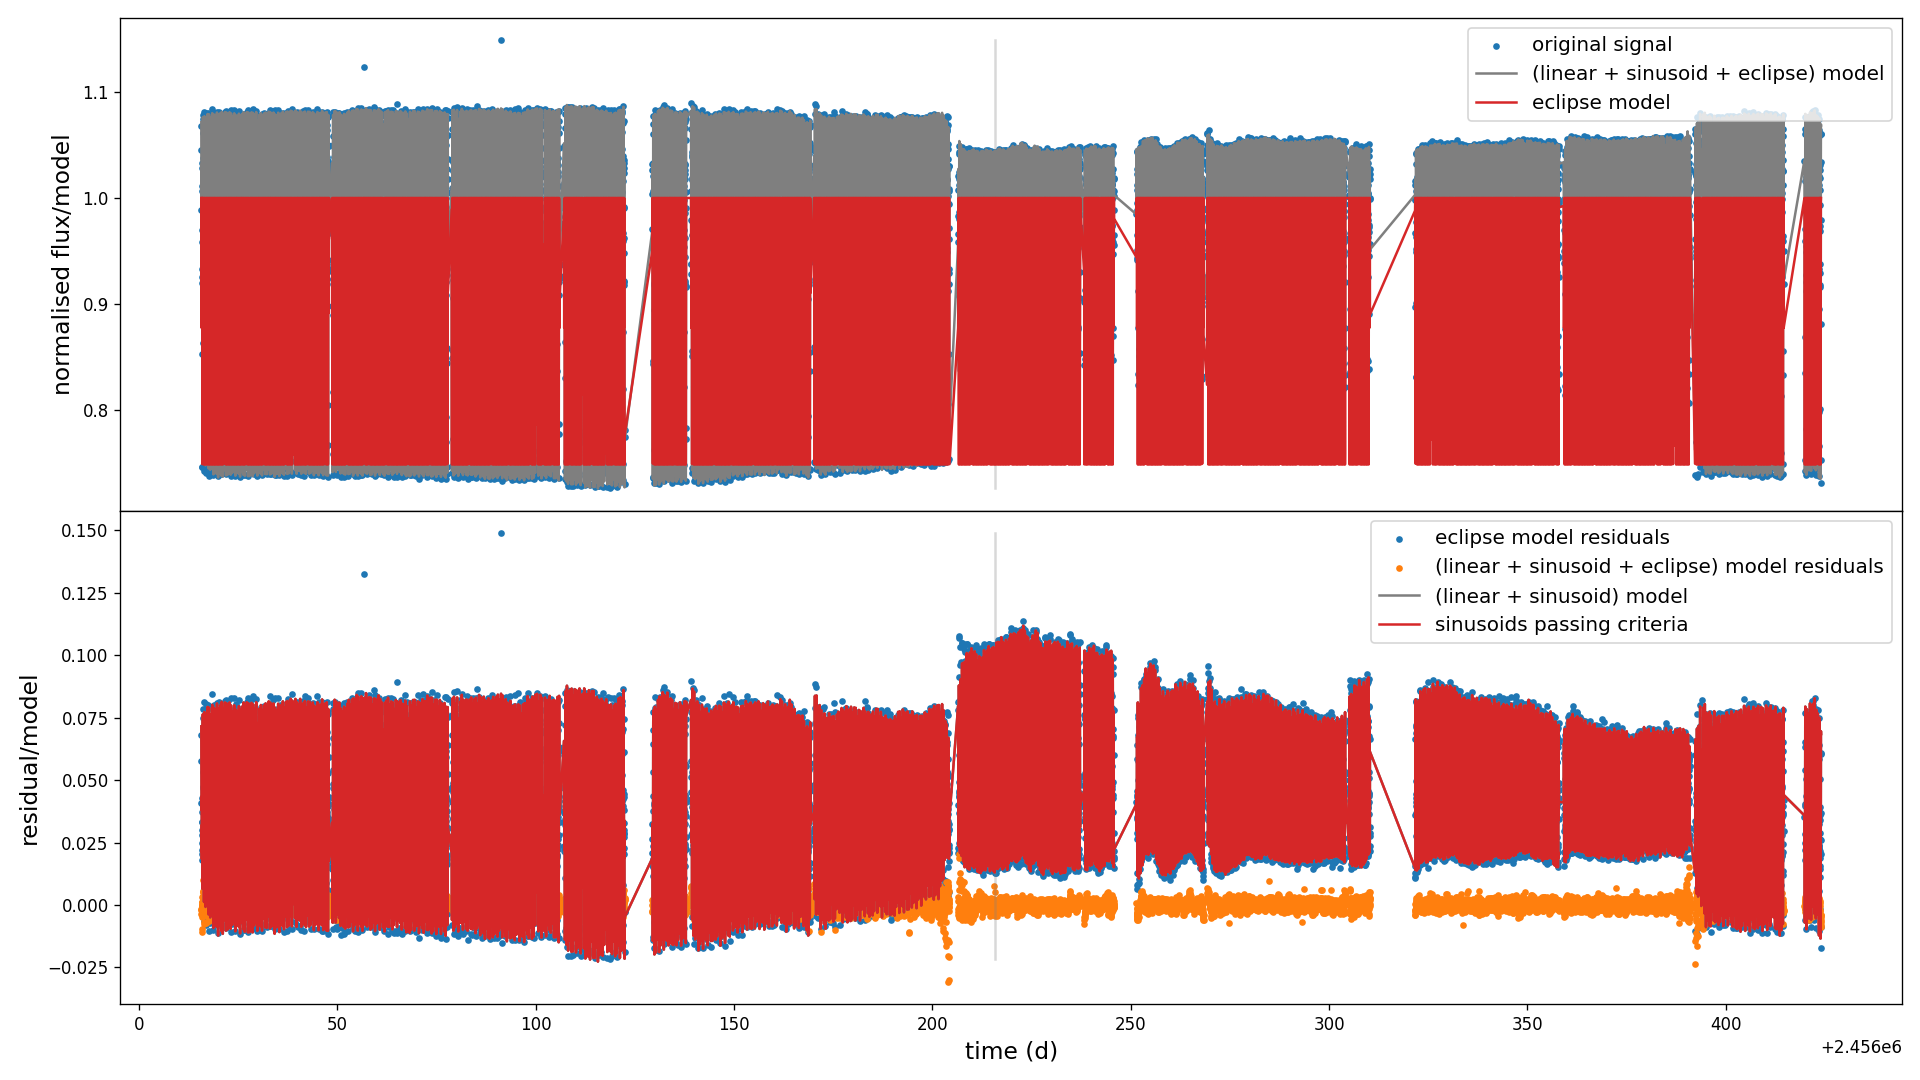 original signal
(linear + sinusoid + eclipse) model
eclipse model
normalised flux/model
1.1
1.0
0.9
0.8
eclipse model residuals
(linear + sinusoid + eclipse) model residuals
(linear + sinusoid) model
sinusoids passing criteria
residual/model
0.150
0.125
0.100
0.075
0.050
0.025
0.000
−0.025
0 50 100 150 200 250 300 350 400
time (d)
+2.456e6